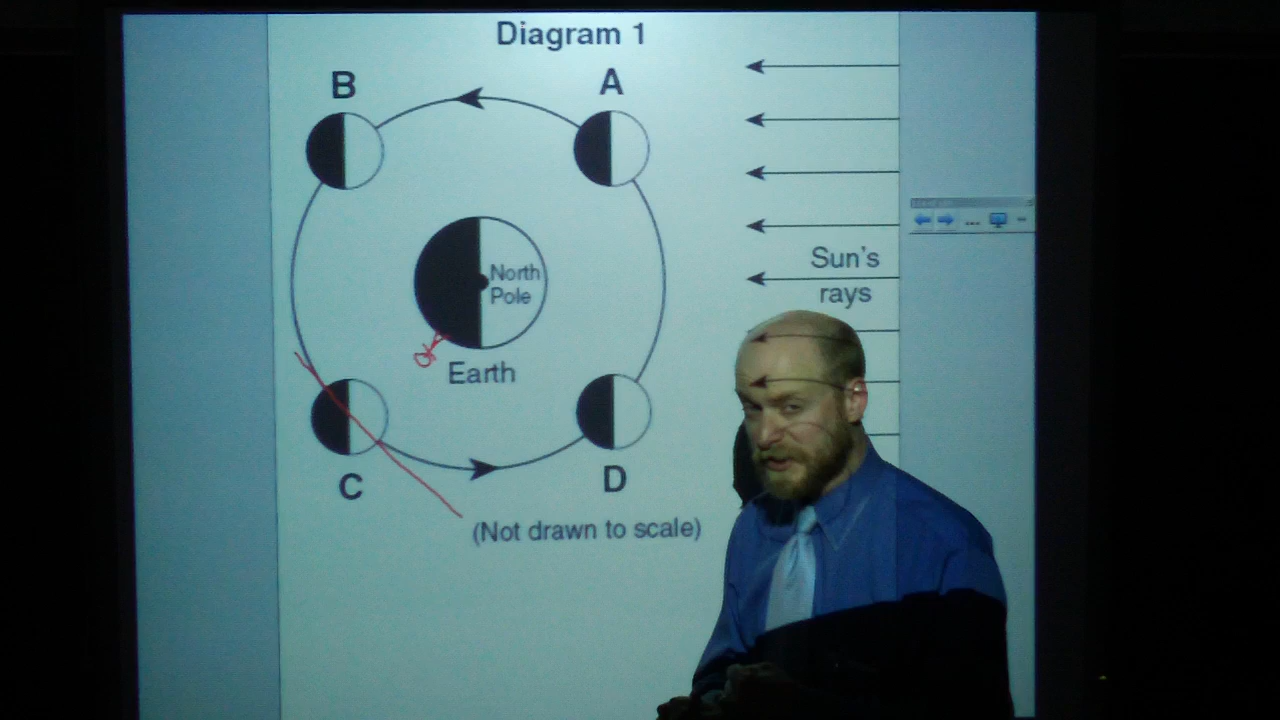 Diagram 1
B
A
North
Pole
Sun's
rays
Earth
C
D
(Not drawn to scale)